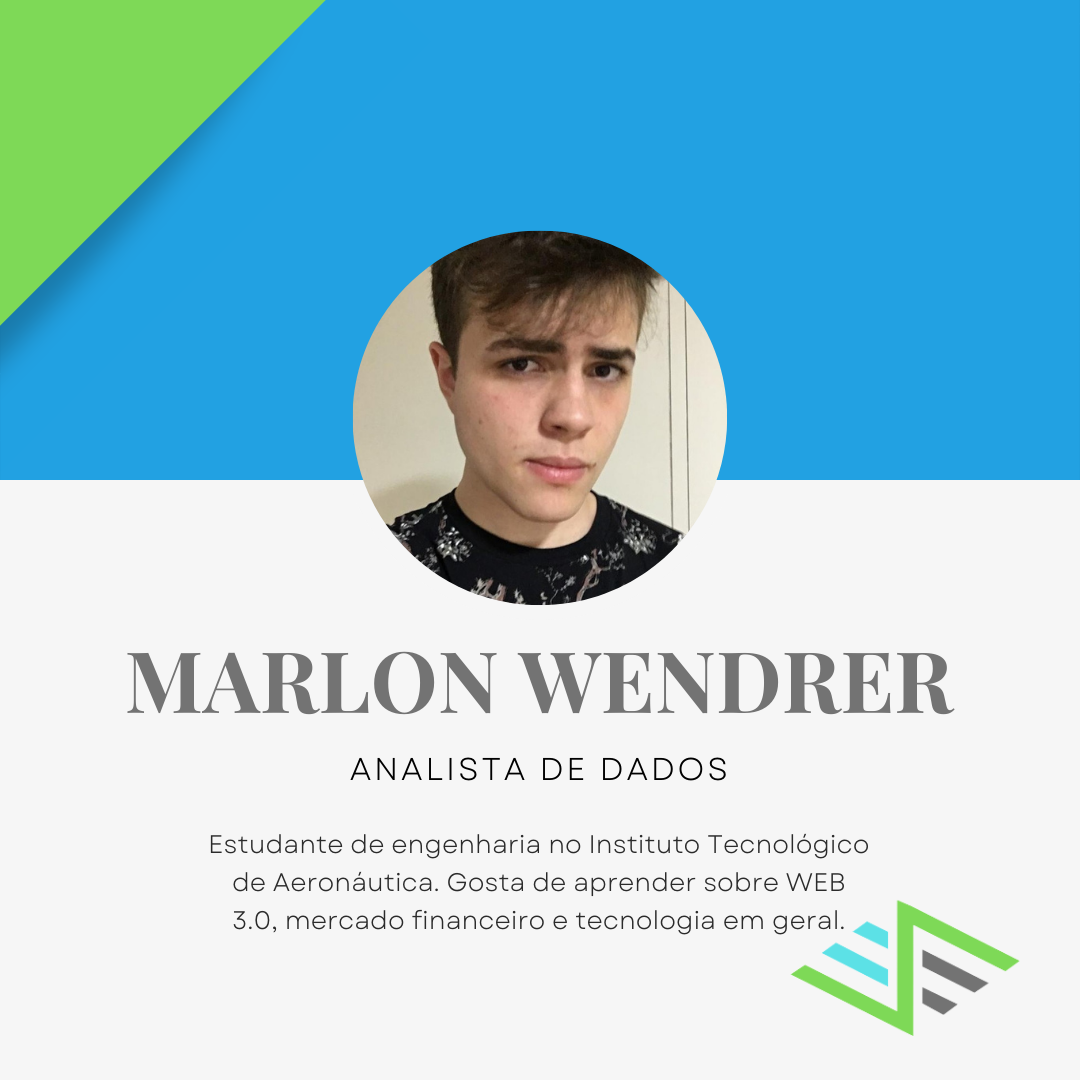 MARLON WENDRER
ANALISTA DE DADOS
Estudante de engenharia no Instituto Tecnológico
de Aeronáutica. Gosta de aprender sobre WEB
3.0, mercado financeiro e tecnologia em geral.